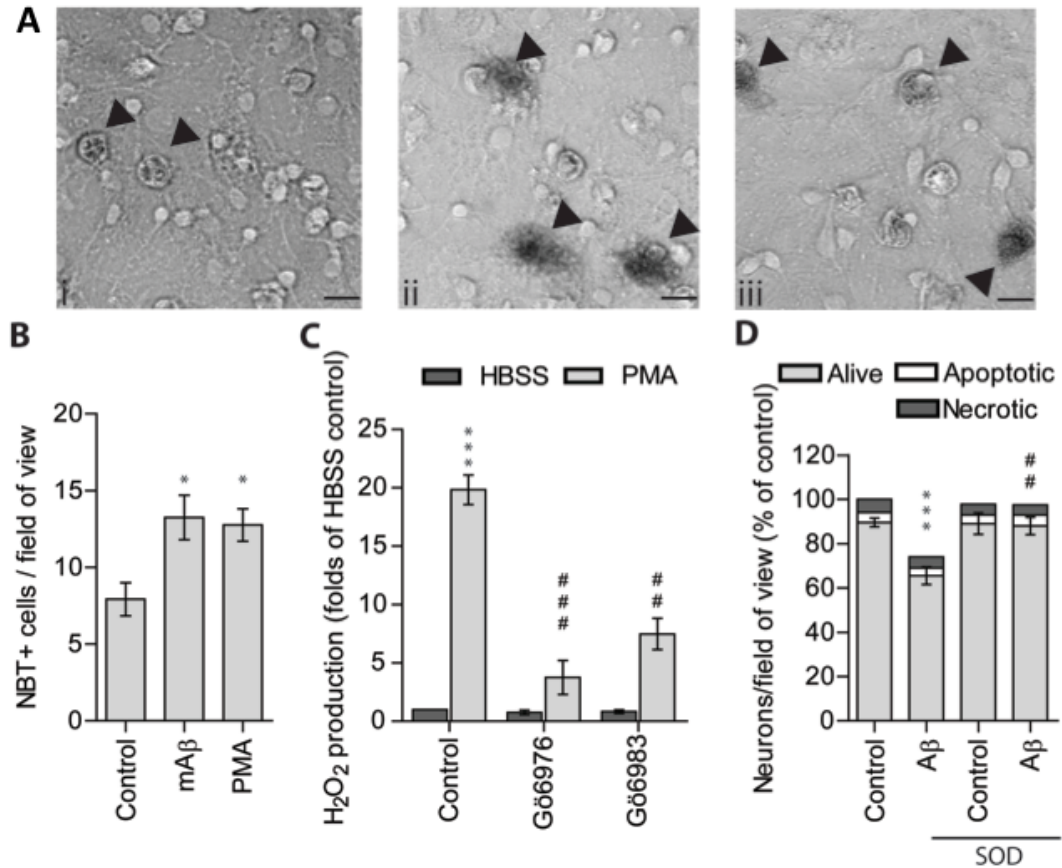 A
i
ii
iii
B
NBT+ cells / field of view
20
15
10
5
0
*
*
Control
mAβ
PMA
C
H₂O₂ production (folds of HBSS control)
HBSS PMA
25
20
15
10
5
0
***
###
##
Control
Gö6976
Gö6983
D
Neurons/field of view (% of control)
Alive Apoptotic
Necrotic
120
100
80
60
40
20
0
***
##
Control
Aβ
Control
Aβ
SOD